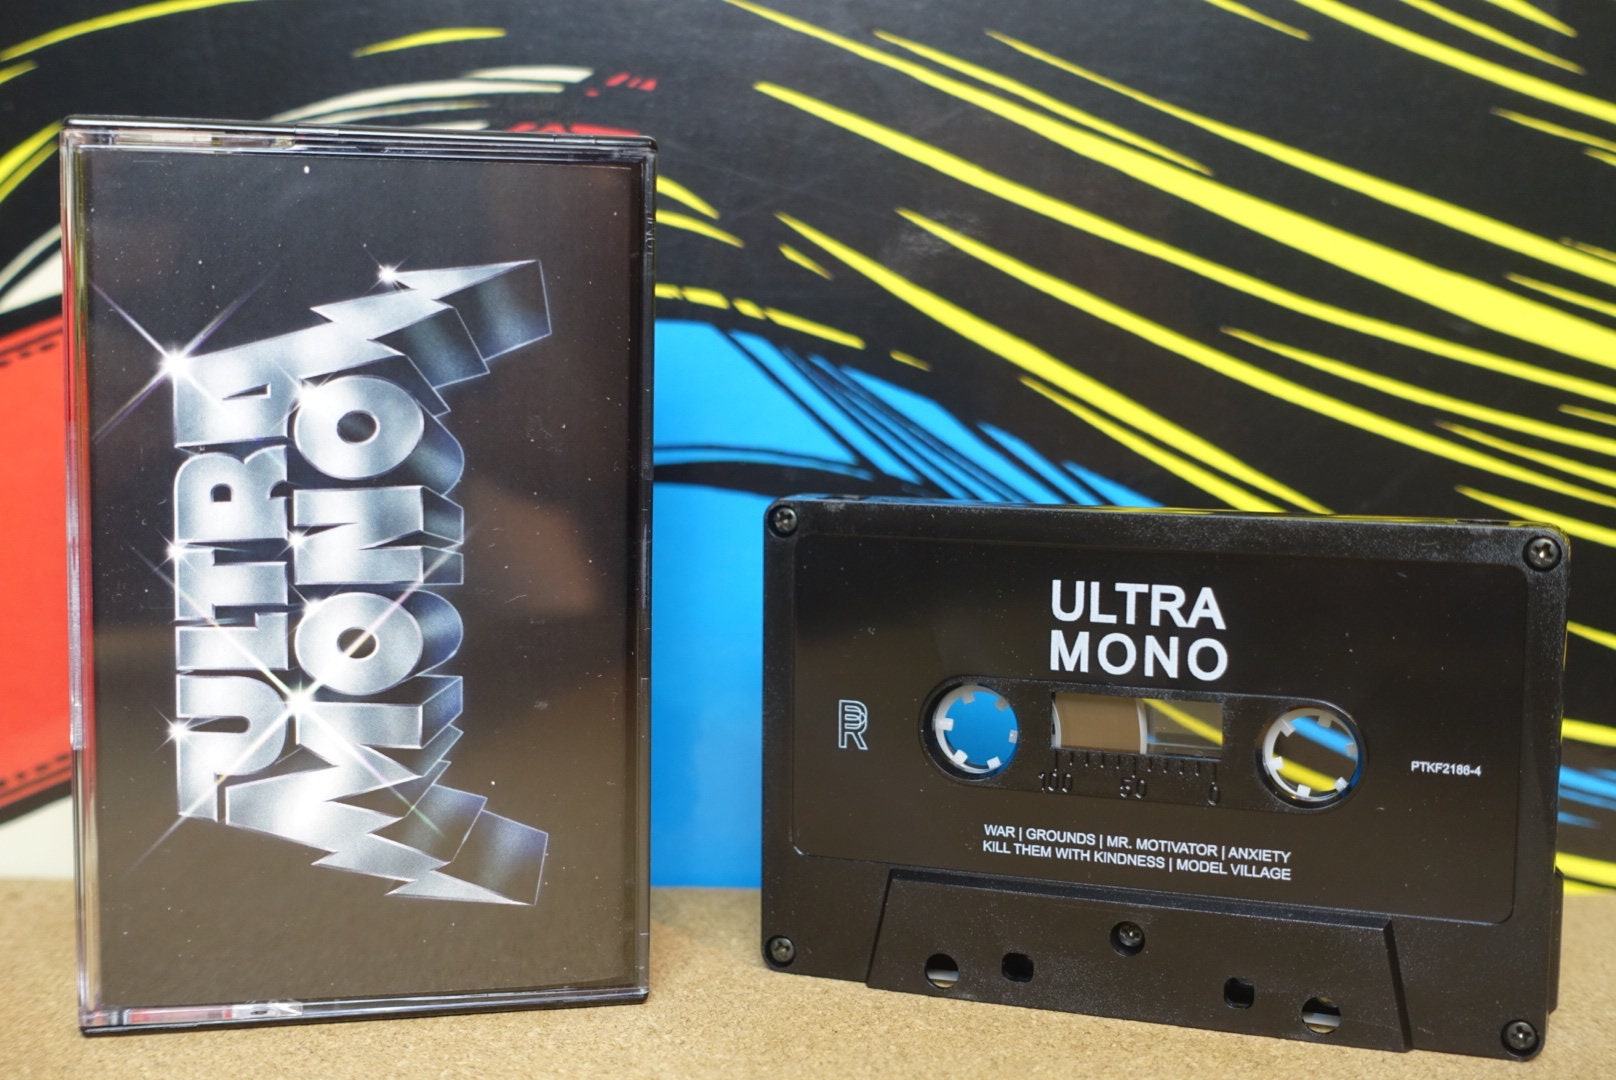 ULTRA
MONO
ULTRA
MONO
PR
PTKF2186-4
100 50 0
WAR | GROUNDS | MR. MOTIVATOR | ANXIETY
KILL THEM WITH KINDNESS | MODEL VILLAGE